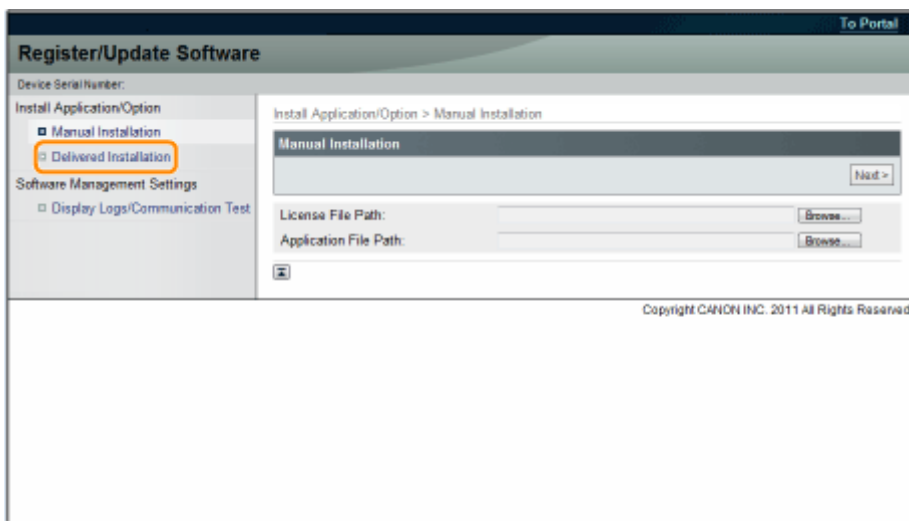 To Portal
Register/Update Software
Device Serial Number:
Install Application/Option
Manual Installation
Delivered Installation
Software Management Settings
Display Logs/Communication Test
Install Application/Option > Manual Installation
Manual Installation
Next >
License File Path: Browse...
Application File Path: Browse...
Copyright CANON INC. 2011 All Rights Reserved